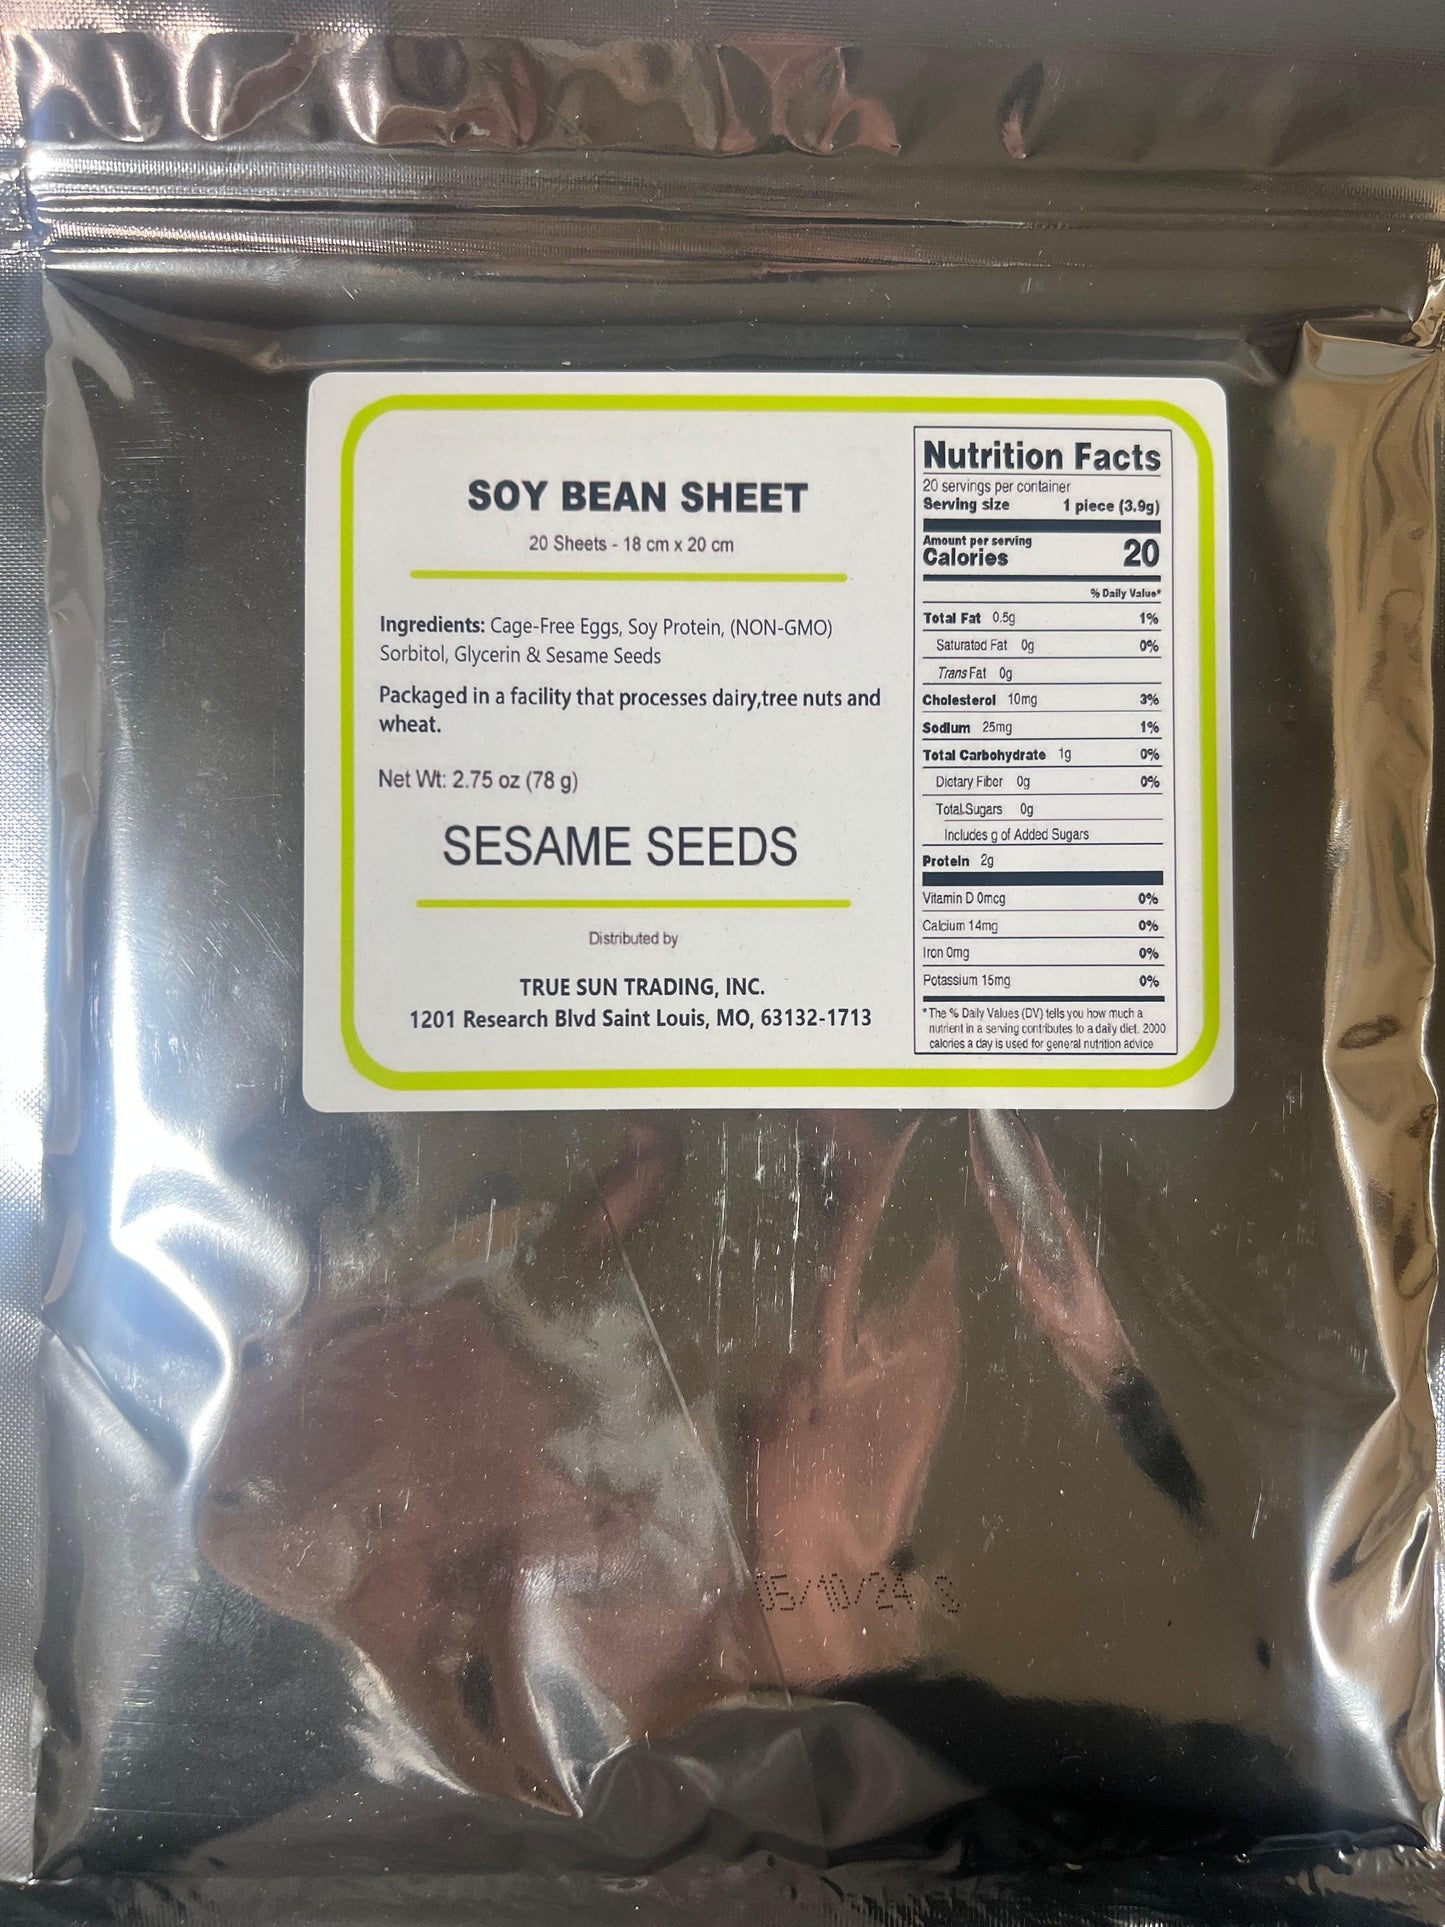 SOY BEAN SHEET
20 Sheets - 18 cm x 20 cm
Ingredients: Cage-Free Eggs, Soy Protein, (NON-GMO)
Sorbitol, Glycerin & Sesame Seeds
Packaged in a facility that processes dairy,tree nuts and
wheat.
Net Wt: 2.75 oz (78 g)
SESAME SEEDS
Distributed by
TRUE SUN TRADING, INC.
1201 Research Blvd Saint Louis, MO, 63132-1713
Nutrition Facts
20 servings per container
Serving size 1 piece (3.9g)
Amount per serving
Calories 20
% Daily Value*
Total Fat 0.5g 1%
Saturated Fat 0g 0%
Trans Fat 0g
Cholesterol 10mg 3%
Sodium 25mg 1%
Total Carbohydrate 1g 0%
Dietary Fiber 0g 0%
Total Sugars 0g
Includes g of Added Sugars
Protein 2g
Vitamin D 0mcg 0%
Calcium 14mg 0%
Iron 0mg 0%
Potassium 15mg 0%
*The % Daily Values (DV) tells you how much a
nutrient in a serving contributes to a daily diet. 2000
calories a day is used for general nutrition advice
05/10/24